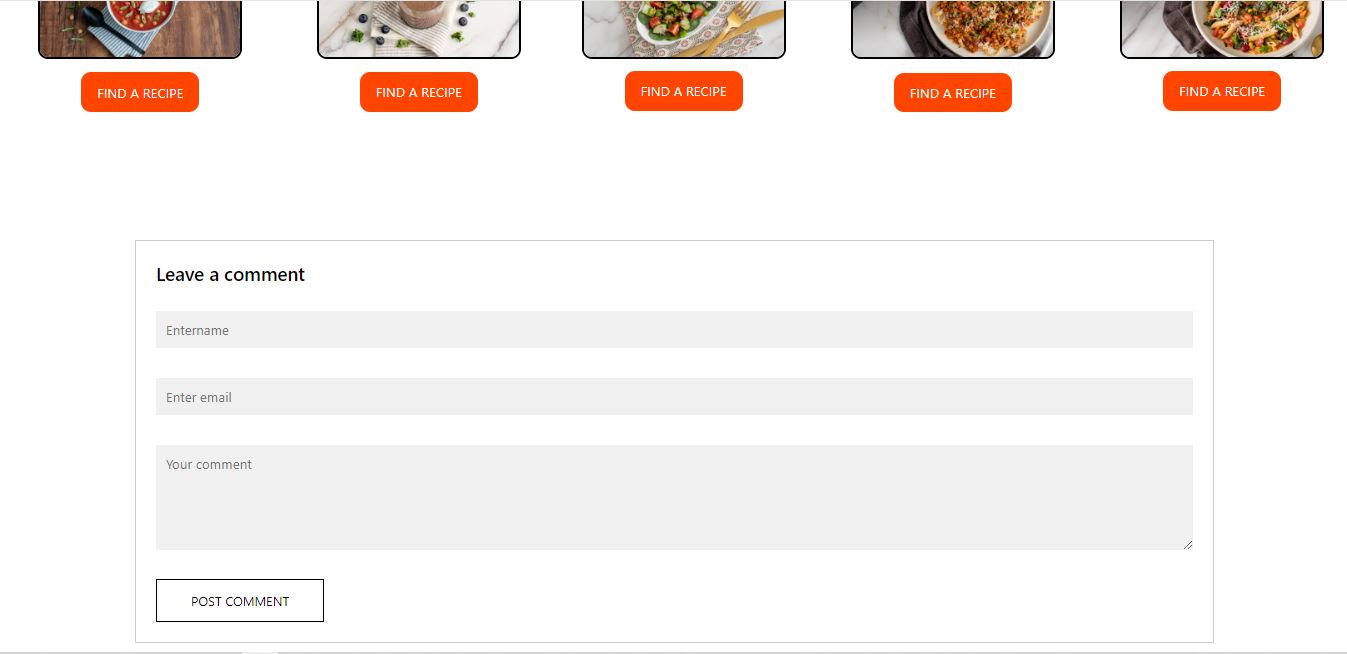 FIND A RECIPE FIND A RECIPE FIND A RECIPE FIND A RECIPE FIND A RECIPE
Leave a comment
Entername
Enter email
Your comment
POST COMMENT